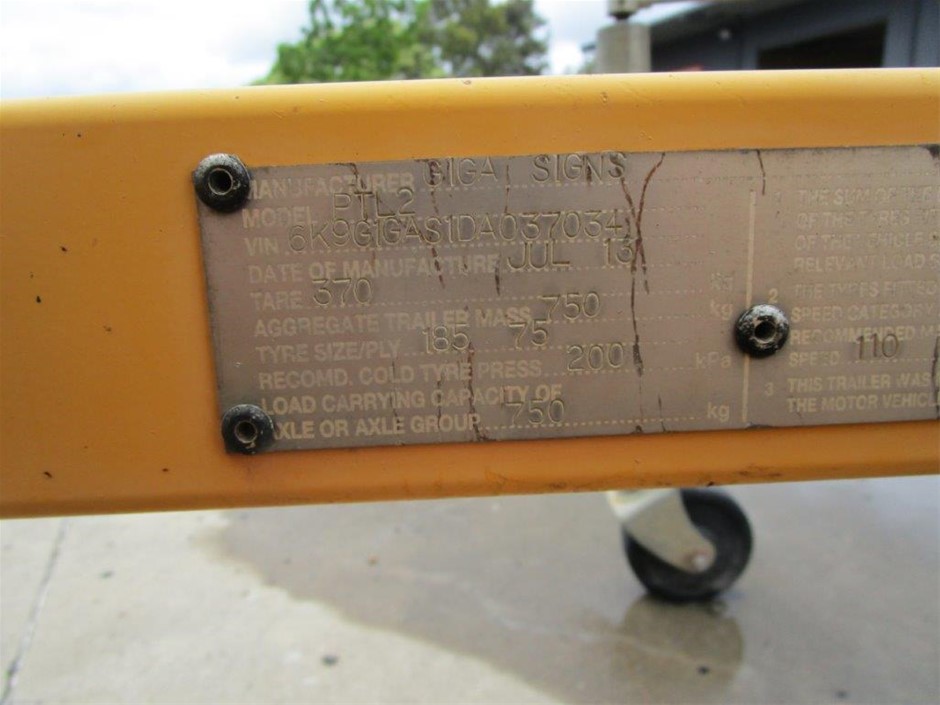 MANUFACTURER GIGA SIGNS
MODEL PTL2
VIN 6K9G1GAS1DA037034
DATE OF MANUFACTURE JUL 13
TARE 370 kg
AGGREGATE TRAILER MASS 750 kg
TYRE SIZE/PLY 185 75
RECOMD. COLD TYRE PRESS. 200 kPa
LOAD CARRYING CAPACITY OF
AXLE OR AXLE GROUP 750 kg
THE SUM OF THE
OF THE TYRES
OF THE VEHICLE
RELEVANT LOAD
2 THE TYRES FITTED
SPEED CATEGORY
RECOMMENDED
SPEED 110
3 THIS TRAILER WAS
THE MOTOR VEHICLE